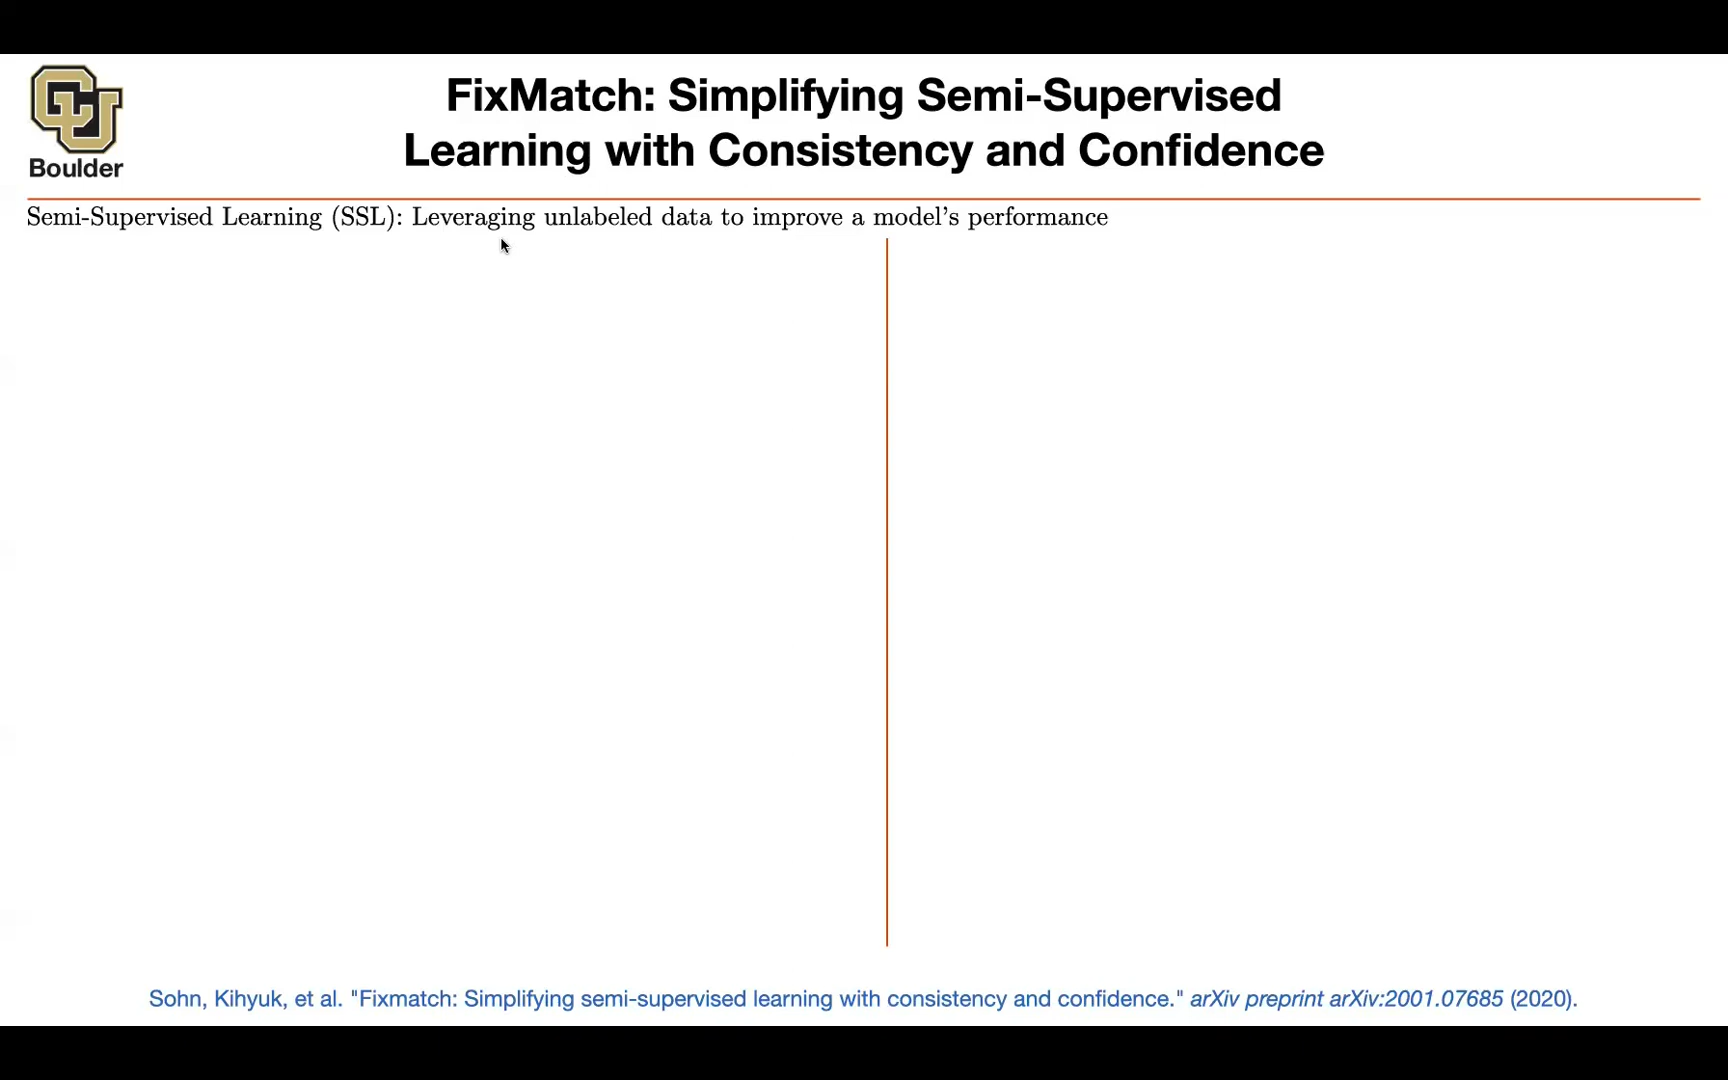 CU
Boulder
FixMatch: Simplifying Semi-Supervised
Learning with Consistency and Confidence
Semi-Supervised Learning (SSL): Leveraging unlabeled data to improve a model's performance
Sohn, Kihyuk, et al. "Fixmatch: Simplifying semi-supervised learning with consistency and confidence." arXiv preprint arXiv:2001.07685 (2020).